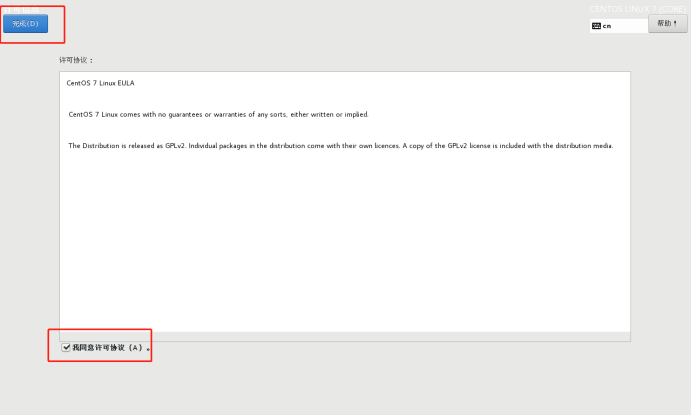 许可信息
CENTOS LINUX 7 (CORE)
完成(D)
cn
帮助!
许可协议：
CentOS 7 Linux EULA
CentOS 7 Linux comes with no guarantees or warranties of any sorts, either written or implied.
The Distribution is released as GPLv2. Individual packages in the distribution come with their own licences. A copy of the GPLv2 license is included with the distribution media.
我同意许可协议（A）。